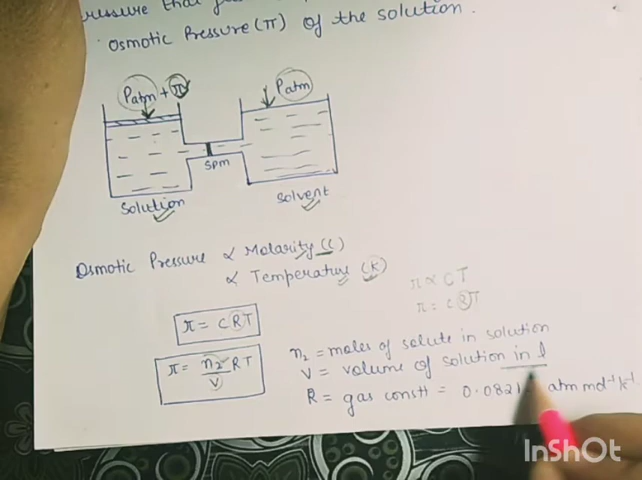 Osmotic Pressure (π) of the solution.
Patm + π
Patm
spm
Solution
Solvent
Osmotic Pressure ∝ Molarity (C)
∝ Temperature (K)
π ∝ CT
π = CRT
π = CRT
π = n₂/V RT
n₂ = moles of solute in solution
V = volume of solution in l
R = gas constt = 0.0821 atm mol⁻¹ k⁻¹
InShOt